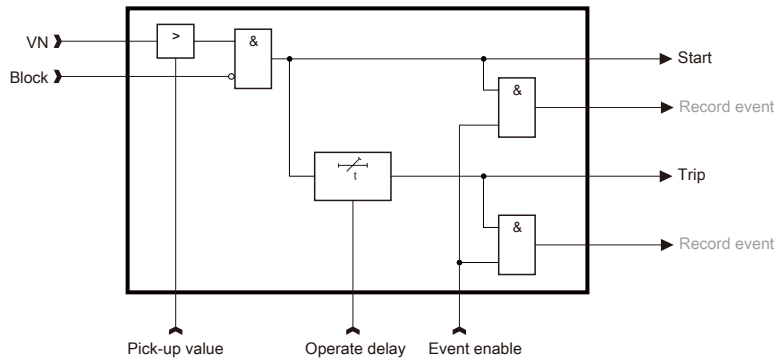 VN
>
&
Start
Block
&
Record event
t
Trip
&
Record event
Pick-up value
Operate delay
Event enable